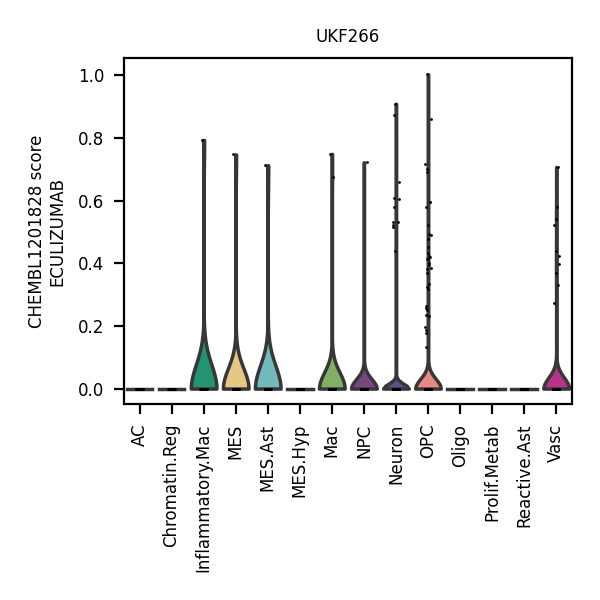 UKF266
CHEMBL1201828 score
ECULIZUMAB
1.0
0.8
0.6
0.4
0.2
0.0
AC
Chromatin.Reg
Inflammatory.Mac
MES
MES.Ast
MES.Hyp
Mac
NPC
Neuron
OPC
Oligo
Prolif.Metab
Reactive.Ast
Vasc